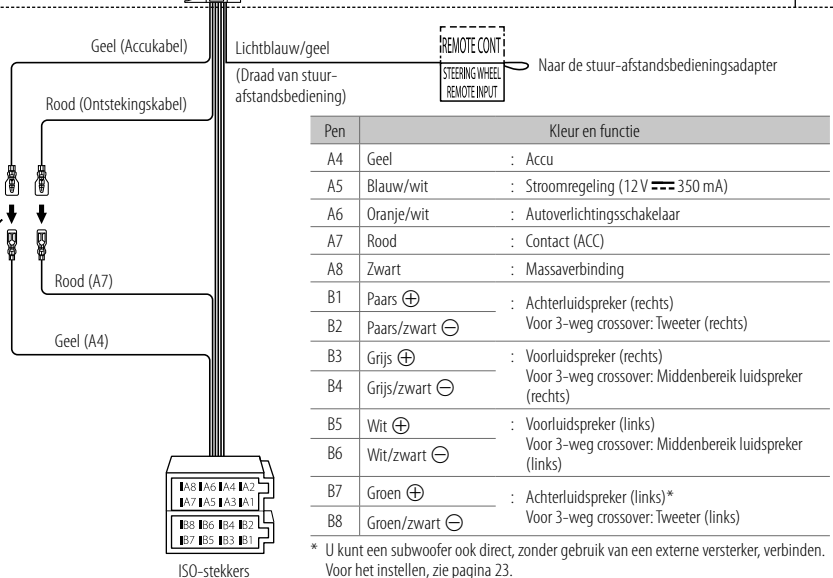 Geel (Accukabel)
Rood (Ontstekingskabel)
Lichtblauw/geel
(Draad van stuur-
afstandsbediening)
REMOTE CONT
STEERING WHEEL
REMOTE INPUT
Naar de stuur-afstandsbedieningsadapter
Rood (A7)
Geel (A4)
A8 A6 A4 A2
A7 A5 A3 A1
B8 B6 B4 B2
B7 B5 B3 B1
ISO-stekkers
Pen Kleur en functie
A4 Geel : Accu
A5 Blauw/wit : Stroomregeling (12 V ⎓ 350 mA)
A6 Oranje/wit : Autoverlichtingsschakelaar
A7 Rood : Contact (ACC)
A8 Zwart : Massaverbinding
B1 Paars ⊕ : Achterluidspreker (rechts)
B2 Paars/zwart ⊖ Voor 3-weg crossover: Tweeter (rechts)
B3 Grijs ⊕ : Voorluidspreker (rechts)
B4 Grijs/zwart ⊖ Voor 3-weg crossover: Middenbereik luidspreker
(rechts)
B5 Wit ⊕ : Voorluidspreker (links)
B6 Wit/zwart ⊖ Voor 3-weg crossover: Middenbereik luidspreker
(links)
B7 Groen ⊕ : Achterluidspreker (links)*
B8 Groen/zwart ⊖ Voor 3-weg crossover: Tweeter (links)
* U kunt een subwoofer ook direct, zonder gebruik van een externe versterker, verbinden.
Voor het instellen, zie pagina 23.